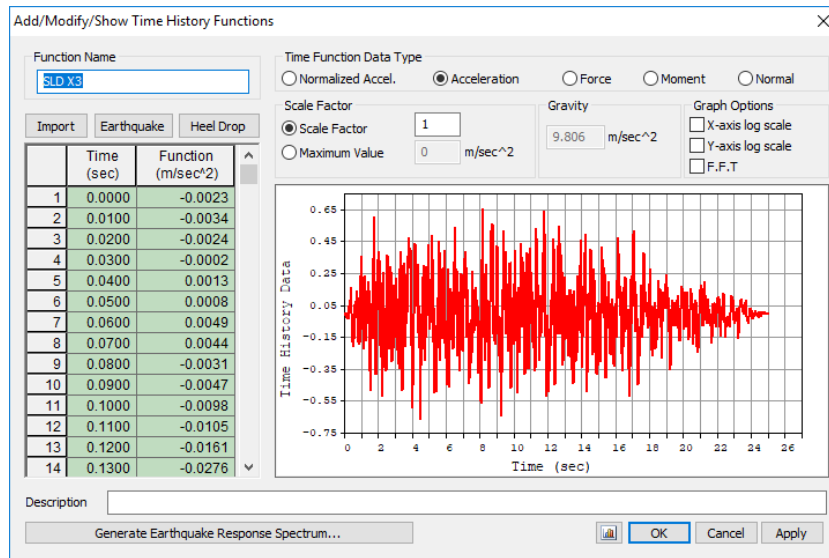 Add/Modify/Show Time History Functions
Function Name
SLD X3
Time Function Data Type
Normalized Accel.
Acceleration
Force
Moment
Normal
Import
Earthquake
Heel Drop
Scale Factor
Scale Factor
1
Maximum Value
0
m/sec^2
Gravity
9.806
m/sec^2
Graph Options
X-axis log scale
Y-axis log scale
F.F.T
Time (sec) Function (m/sec^2)
1 0.0000 -0.0023
2 0.0100 -0.0034
3 0.0200 -0.0024
4 0.0300 -0.0002
5 0.0400 0.0013
6 0.0500 0.0008
7 0.0600 0.0049
8 0.0700 0.0044
9 0.0800 -0.0031
10 0.0900 -0.0047
11 0.1000 -0.0098
12 0.1100 -0.0105
13 0.1200 -0.0161
14 0.1300 -0.0276
Time History Data
0.65
0.45
0.25
0.05
-0.15
-0.35
-0.55
-0.75
0 2 4 6 8 10 12 14 16 18 20 22 24 26
Time (sec)
Description
Generate Earthquake Response Spectrum...
OK
Cancel
Apply